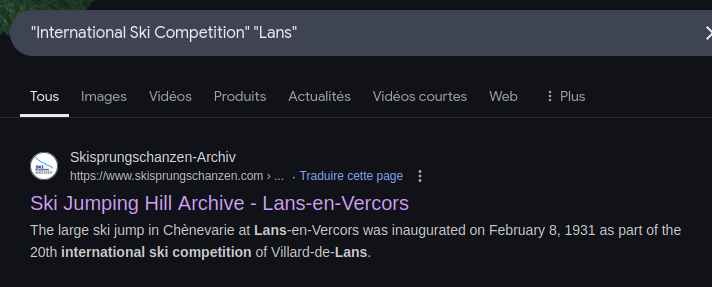 "International Ski Competition" "Lans"
Tous Images Vidéos Produits Actualités Vidéos courtes Web Plus
Skisprungschanzen-Archiv
https://www.skisprungschanzen.com › ... · Traduire cette page
Ski Jumping Hill Archive - Lans-en-Vercors
The large ski jump in Chènevarie at Lans-en-Vercors was inaugurated on February 8, 1931 as part of the
20th international ski competition of Villard-de-Lans.